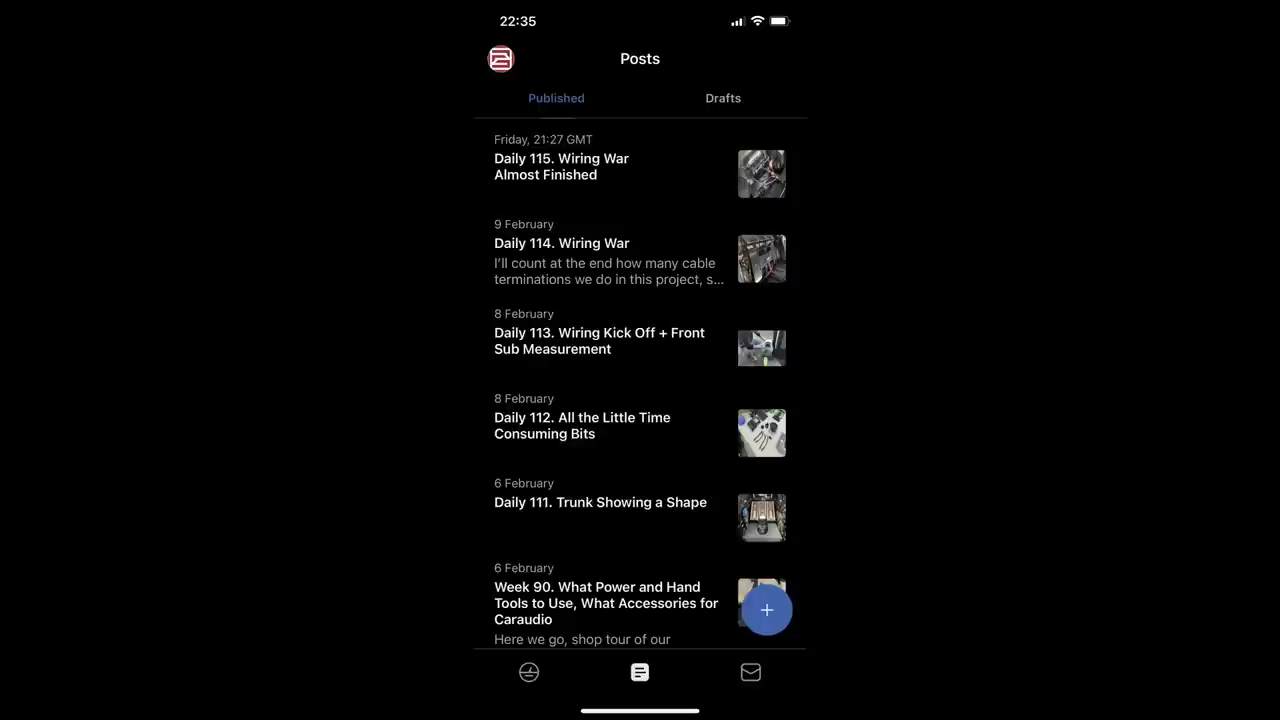 22:35
Posts
Published
Drafts
Friday, 21:27 GMT
Daily 115. Wiring War
Almost Finished
9 February
Daily 114. Wiring War
I’ll count at the end how many cable
terminations we do in this project, s...
8 February
Daily 113. Wiring Kick Off + Front
Sub Measurement
8 February
Daily 112. All the Little Time
Consuming Bits
6 February
Daily 111. Trunk Showing a Shape
6 February
Week 90. What Power and Hand
Tools to Use, What Accessories for
Caraudio
Here we go, shop tour of our